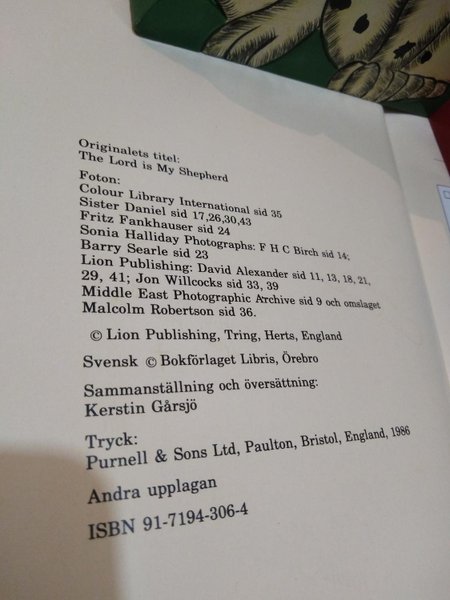 Originalets titel:
The Lord is My Shepherd
Foton:
Colour Library International sid 35
Sister Daniel sid 17,26,30,43
Fritz Fankhauser sid 24
Sonia Halliday Photographs: F H C Birch sid 14;
Barry Searle sid 23
Lion Publishing: David Alexander sid 11, 13, 18, 21,
29, 41; Jon Willcocks sid 33, 39
Middle East Photographic Archive sid 9 och omslaget
Malcolm Robertson sid 36.
© Lion Publishing, Tring, Herts, England
Svensk © Bokförlaget Libris, Örebro
Sammanställning och översättning:
Kerstin Gårsjö
Tryck:
Purnell & Sons Ltd, Paulton, Bristol, England, 1986
Andra upplagan
ISBN 91-7194-306-4